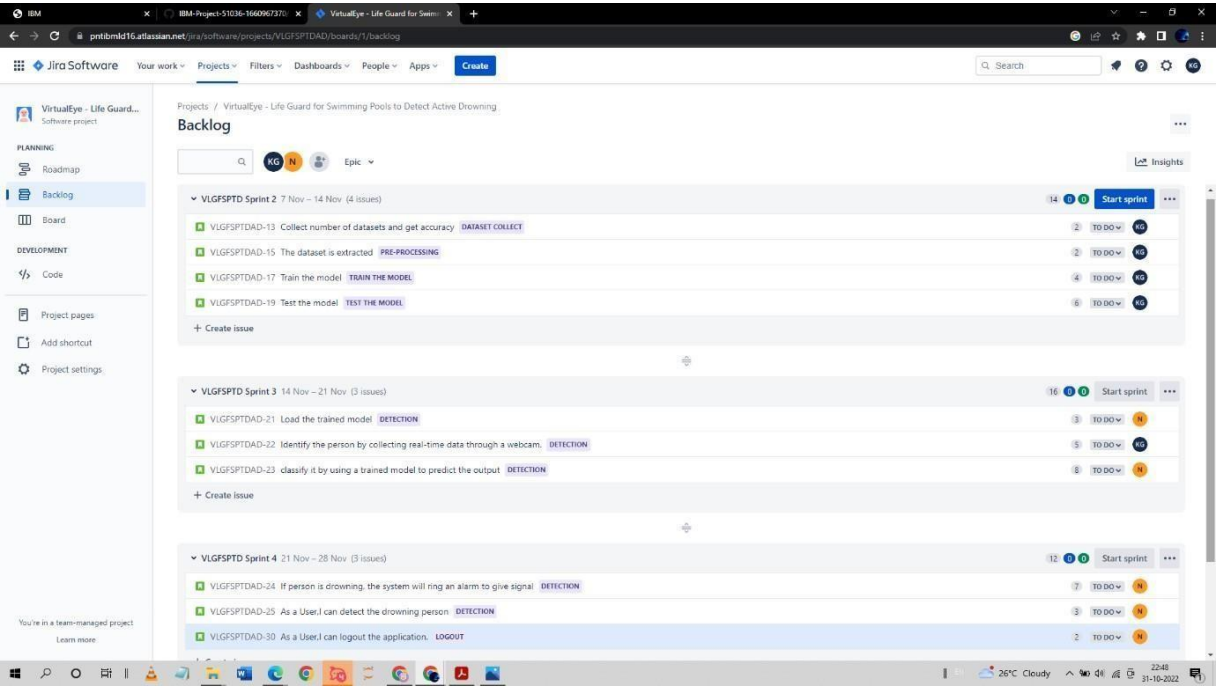 IBM
IBM-Project-51036-1660967370
VirtualEye - Life Guard for Swimm
pntibmld16.atlassian.net/jira/software/projects/VLGFSPTDAD/boards/1/backlog
Jira Software Your work Projects Filters Dashboards People Apps Create Search KG
VirtualEye - Life Guard...
Software project
PLANNING
Roadmap
Backlog
Board
DEVELOPMENT
Code
Project pages
Add shortcut
Project settings
You're in a team-managed project
Learn more
Projects / VirtualEye - Life Guard for Swimming Pools to Detect Active Drowning
Backlog
KG N Epic Insights
VLGFSPTD Sprint 2 7 Nov – 14 Nov (4 issues) 14 0 0 Start sprint
VLGFSPTDAD-13 Collect number of datasets and get accuracy DATASET COLLECT 2 TO DO KG
VLGFSPTDAD-15 The dataset is extracted PRE-PROCESSING 2 TO DO KG
VLGFSPTDAD-17 Train the model TRAIN THE MODEL 4 TO DO KG
VLGFSPTDAD-19 Test the model TEST THE MODEL 6 TO DO KG
+ Create issue
VLGFSPTD Sprint 3 14 Nov – 21 Nov (3 issues) 16 0 0 Start sprint
VLGFSPTDAD-21 Load the trained model DETECTION 3 TO DO N
VLGFSPTDAD-22 Identify the person by collecting real-time data through a webcam. DETECTION 5 TO DO KG
VLGFSPTDAD-23 classify it by using a trained model to predict the output DETECTION 8 TO DO N
+ Create issue
VLGFSPTD Sprint 4 21 Nov – 28 Nov (3 issues) 12 0 0 Start sprint
VLGFSPTDAD-24 If person is drowning, the system will ring an alarm to give signal DETECTION 7 TO DO N
VLGFSPTDAD-25 As a User,I can detect the drowning person DETECTION 3 TO DO N
VLGFSPTDAD-30 As a User,I can logout the application. LOGOUT 2 TO DO N
26°C Cloudy
22:48
31-10-2022